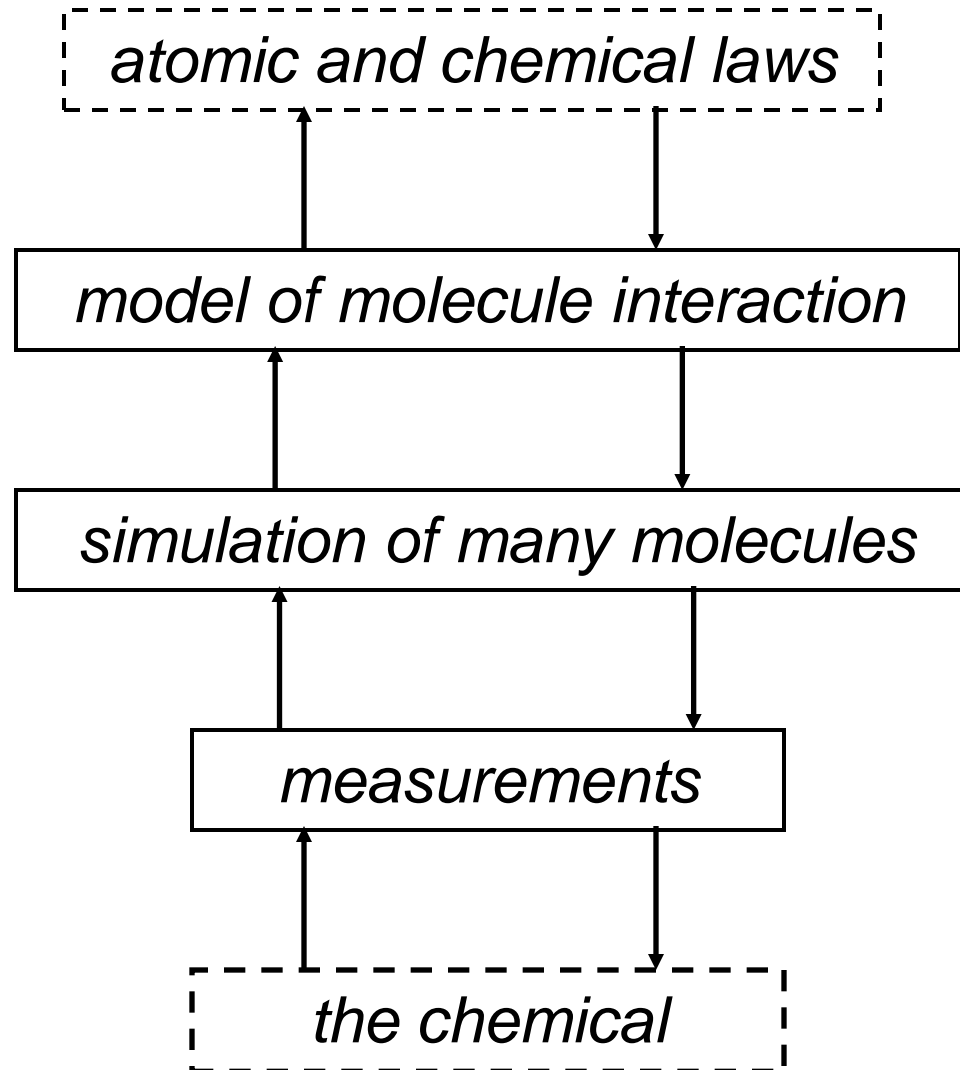 atomic and chemical laws
model of molecule interaction
simulation of many molecules
measurements
the chemical